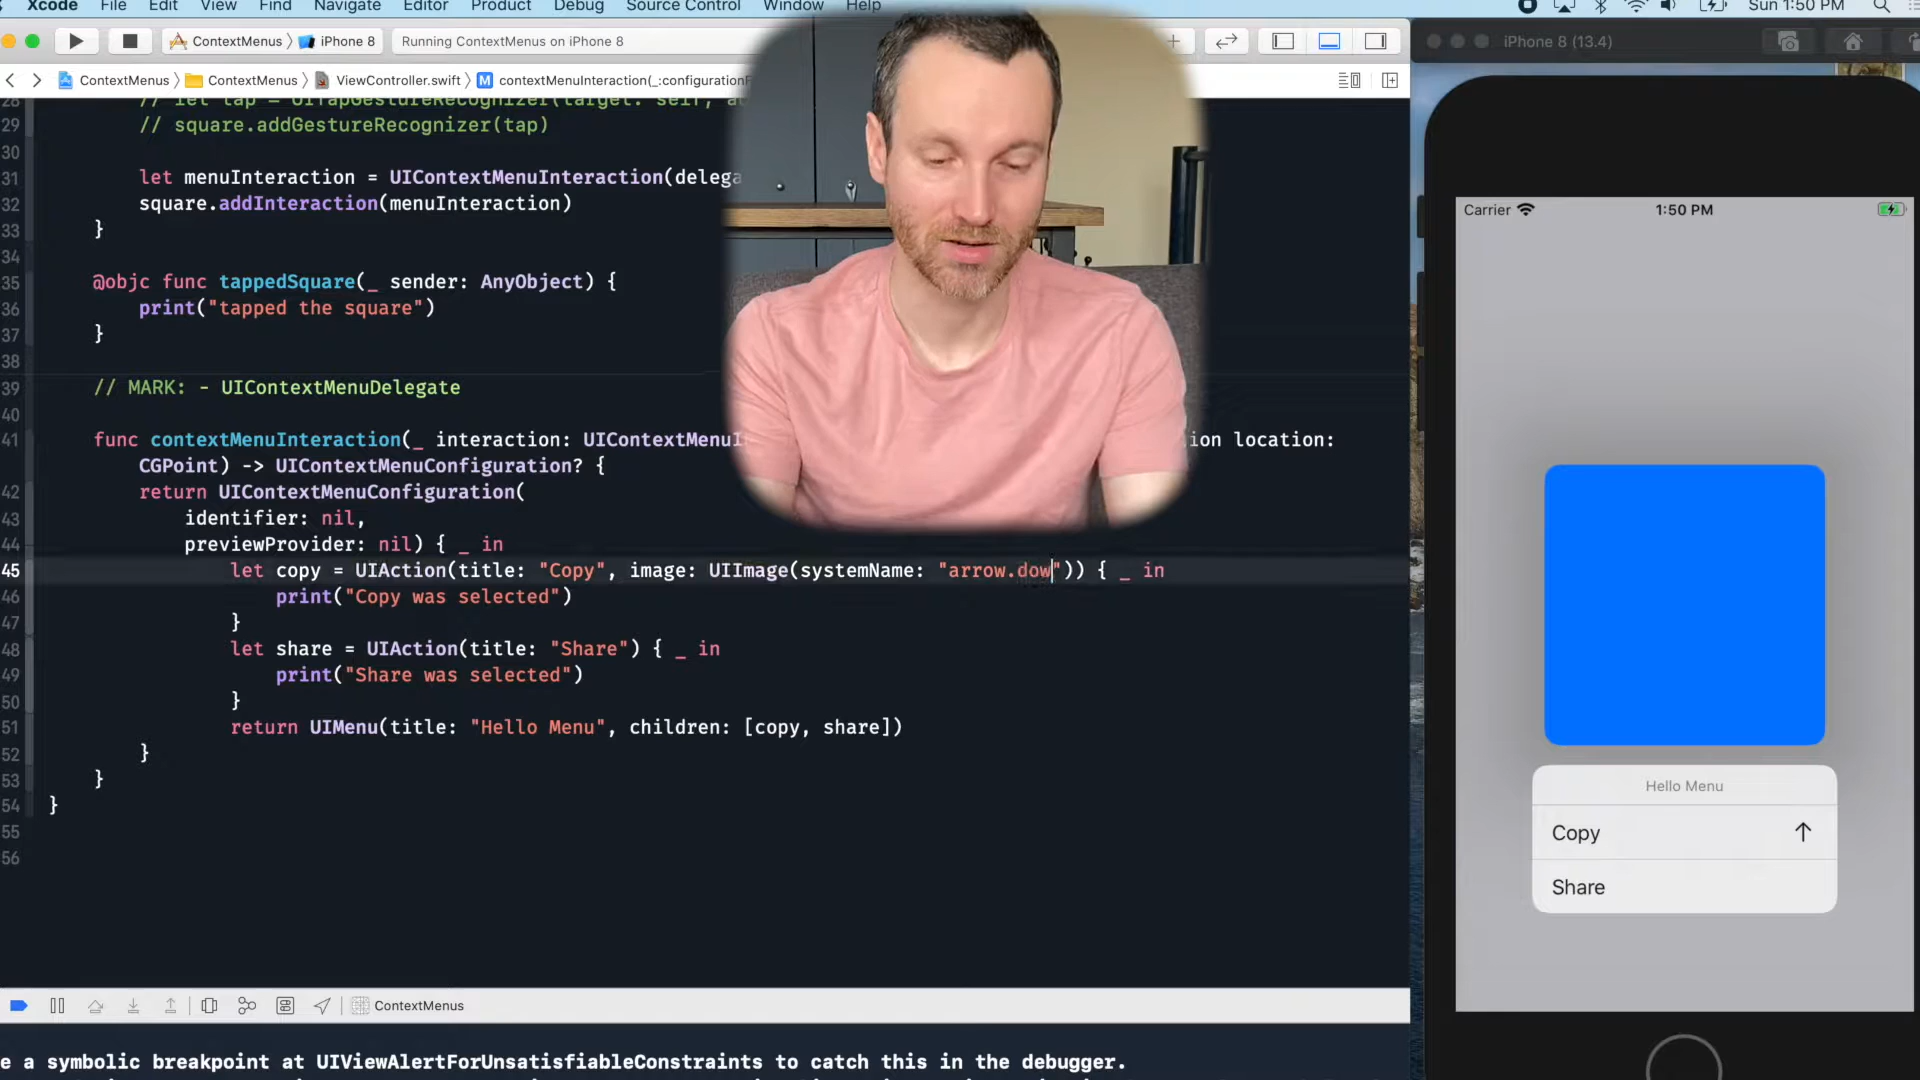 Xcode File Edit View Find Navigate Editor Product Debug Source Control Window Help Sun 1:50 PM
ContextMenus iPhone 8 Running ContextMenus on iPhone 8
iPhone 8 (13.4)
ContextMenus ContextMenus ViewController.swift M contextMenuInteraction(_:configurationF
28 // let tap = UITapGestureRecognizer(target: self, a
29 // square.addGestureRecognizer(tap)
30
31 let menuInteraction = UIContextMenuInteraction(delega
32 square.addInteraction(menuInteraction)
33 }
34
35 @objc func tappedSquare(_ sender: AnyObject) {
36 print("tapped the square")
37 }
38
39 // MARK: - UIContextMenuDelegate
40
41 func contextMenuInteraction(_ interaction: UIContextMenuI ion location:
CGPoint) -> UIContextMenuConfiguration? {
42 return UIContextMenuConfiguration(
43 identifier: nil,
44 previewProvider: nil) { _ in
45 let copy = UIAction(title: "Copy", image: UIImage(systemName: "arrow.dow")) { _ in
46 print("Copy was selected")
47 }
48 let share = UIAction(title: "Share") { _ in
49 print("Share was selected")
50 }
51 return UIMenu(title: "Hello Menu", children: [copy, share])
52 }
53 }
54 }
55
56
ContextMenus
e a symbolic breakpoint at UIViewAlertForUnsatisfiableConstraints to catch this in the debugger.
Carrier 1:50 PM
Hello Menu
Copy
Share